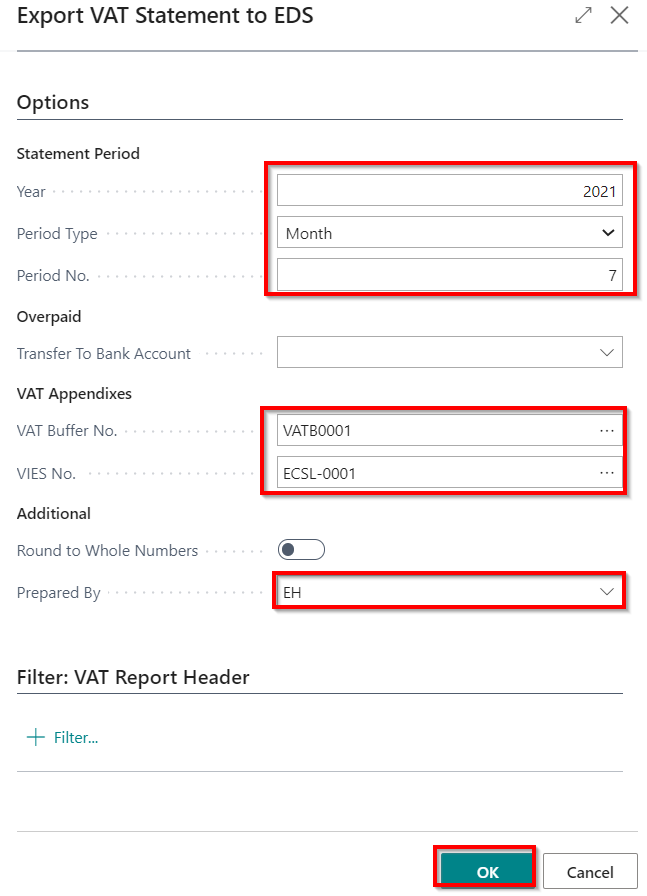 Export VAT Statement to EDS
Options
Statement Period
Year 2021
Period Type Month
Period No. 7
Overpaid
Transfer To Bank Account
VAT Appendixes
VAT Buffer No. VATB0001 ...
VIES No. ECSL-0001 ...
Additional
Round to Whole Numbers
Prepared By EH
Filter: VAT Report Header
+ Filter...
OK Cancel